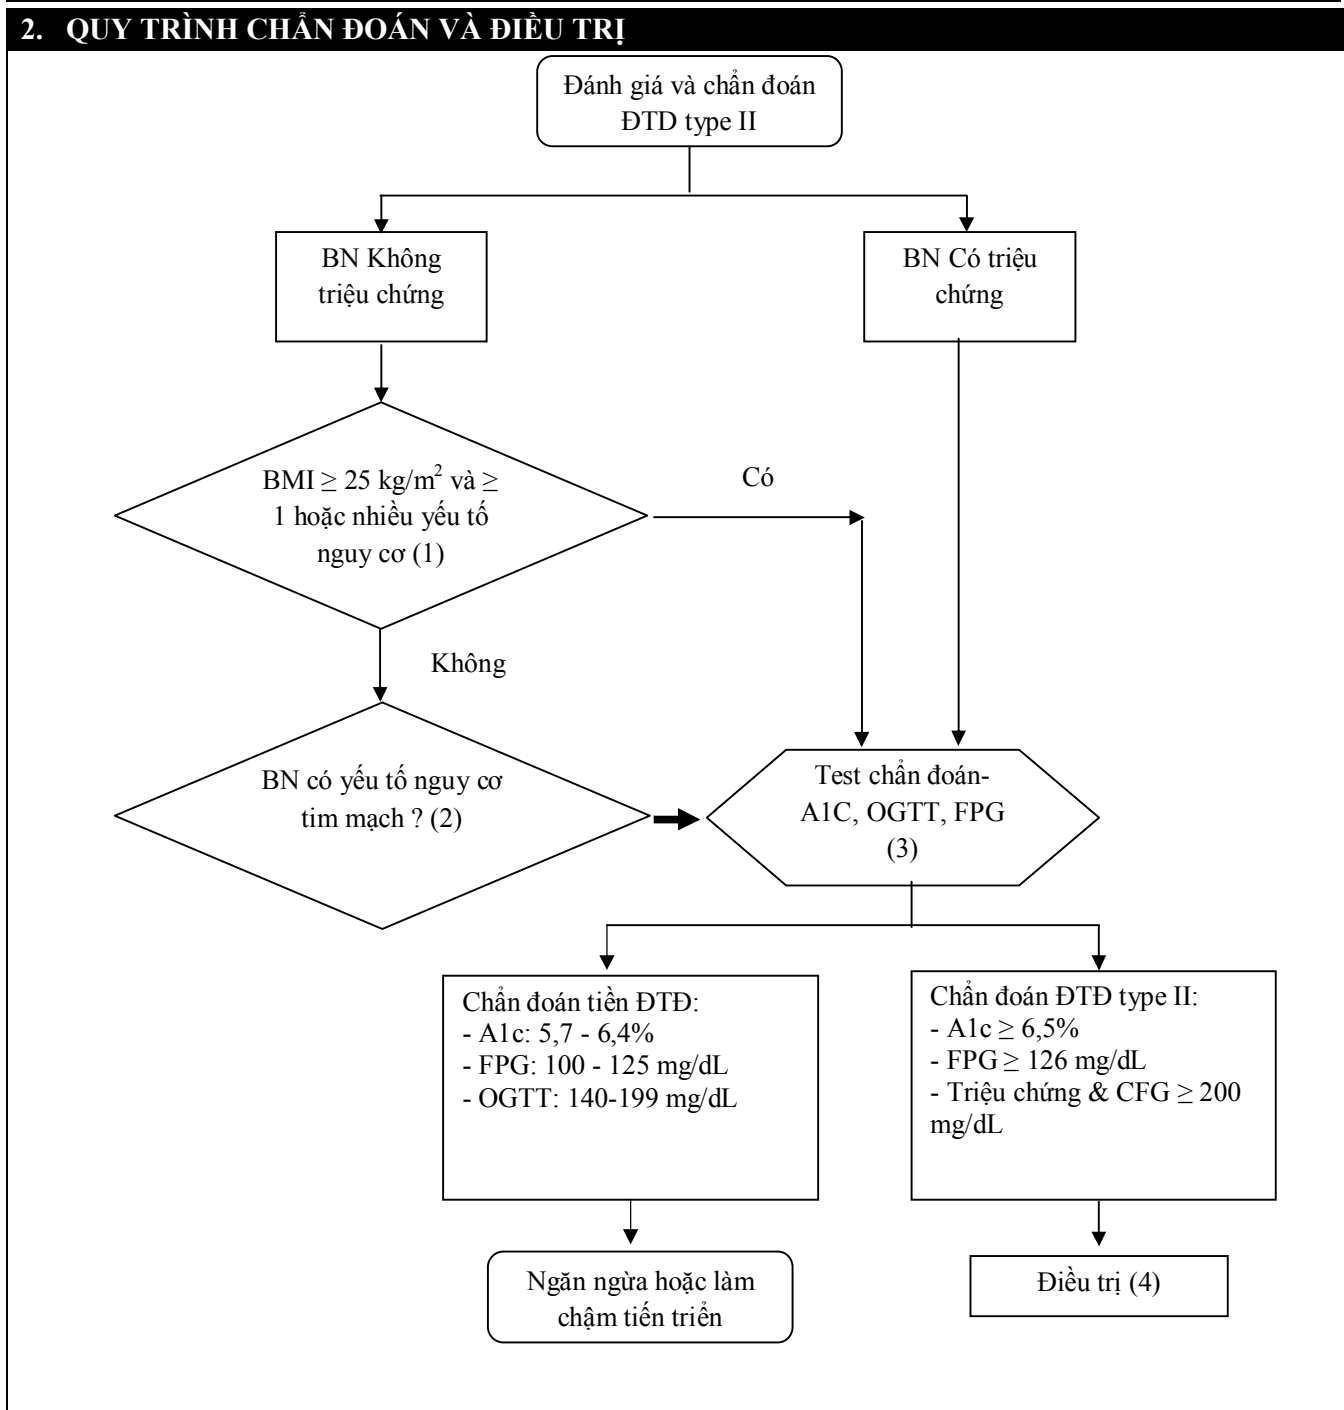 2. QUY TRÌNH CHẨN ĐOÁN VÀ ĐIỀU TRỊ
Đánh giá và chẩn đoán
ĐTD type II
BN Không
triệu chứng
BN Có triệu
chứng
BMI ≥ 25 kg/m² và ≥
1 hoặc nhiều yếu tố
nguy cơ (1)
Có
Không
BN có yếu tố nguy cơ
tim mạch ? (2)
Test chẩn đoán-
A1C, OGTT, FPG
(3)
Chẩn đoán tiền ĐTĐ:
- A1c: 5,7 - 6,4%
- FPG: 100 - 125 mg/dL
- OGTT: 140-199 mg/dL
Chẩn đoán ĐTĐ type II:
- A1c ≥ 6,5%
- FPG ≥ 126 mg/dL
- Triệu chứng & CFG ≥ 200
mg/dL
Ngăn ngừa hoặc làm
chậm tiến triển
Điều trị (4)